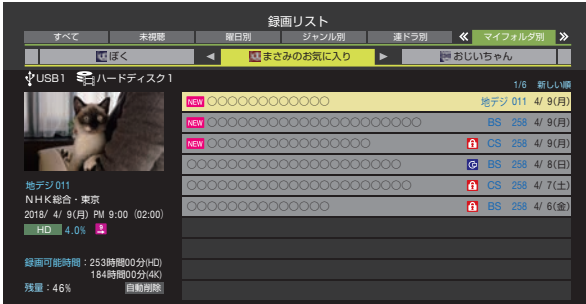 録画リスト
すべて 未視聴 曜日別 ジャンル別 連ドラ別 マイフォルダ別
ぼく まさみのお気に入り おじいちゃん
USB1 ハードディスク1
1/6 新しい順
NEW 〇〇〇〇〇〇〇〇〇〇〇〇 地デジ 011 4/ 9(月)
NEW 〇〇〇〇〇〇〇〇〇〇〇〇〇〇〇〇〇〇〇〇〇 BS 258 4/ 9(月)
NEW 〇〇〇〇〇〇〇〇〇〇〇〇〇〇〇〇 CS 258 4/ 9(月)
〇〇〇〇〇〇〇〇〇〇〇〇〇〇〇〇〇〇〇〇〇 BS 258 4/ 8(日)
〇〇〇〇〇〇〇〇〇〇〇〇〇〇〇〇〇〇〇〇〇〇 CS 258 4/ 7(土)
〇〇〇〇〇〇〇〇〇〇〇〇〇〇 BS 258 4/ 6(金)
地デジ 011
NHK総合・東京
2018/ 4/ 9(月) PM 9:00 (02:00)
HD 4.0%
録画可能時間：253時間00分(HD)
184時間00分(4K)
残量：46% 自動削除